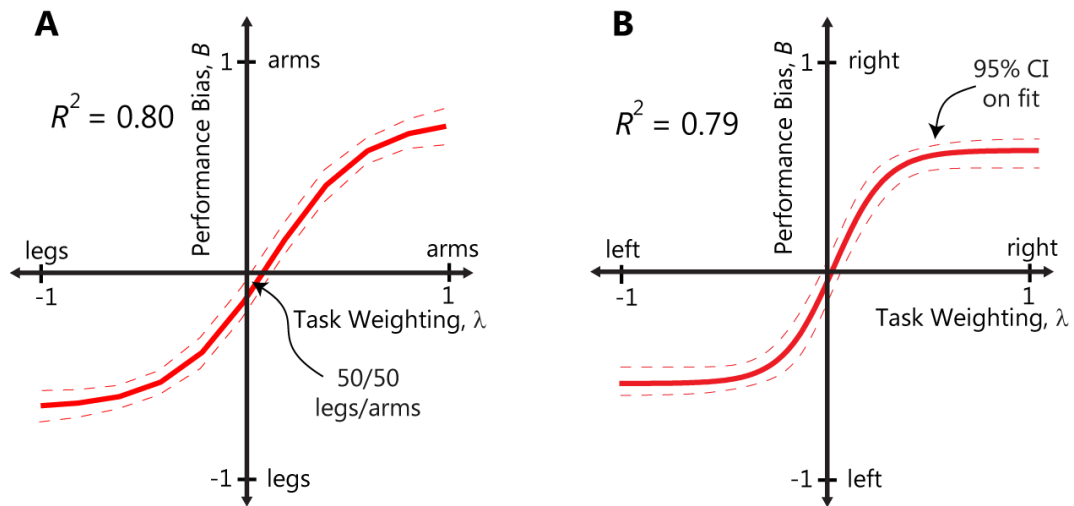 A
Performance Bias, B
1
arms
R² = 0.80
legs
arms
-1
1
Task Weighting, λ
50/50
legs/arms
-1
legs
B
Performance Bias, B
1
right
95% CI
on fit
R² = 0.79
left
right
-1
1
Task Weighting, λ
-1
left